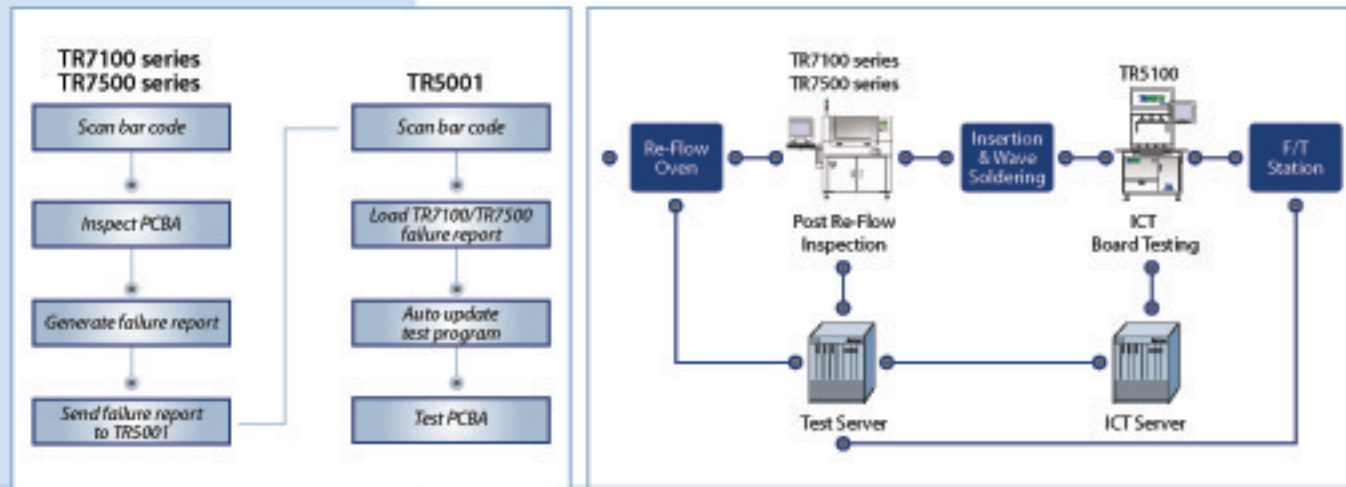 TR7100 series
TR7500 series
Scan bar code
Inspect PCBA
Generate failure report
Send failure report
to TR5001
TR5001
Scan bar code
Load TR7100/TR7500
failure report
Auto update
test program
Test PCBA
Re-Flow
Oven
TR7100 series
TR7500 series
Post Re-Flow
Inspection
Insertion
& Wave
Soldering
TR5100
ICT
Board Testing
F/T
Station
Test Server
ICT Server